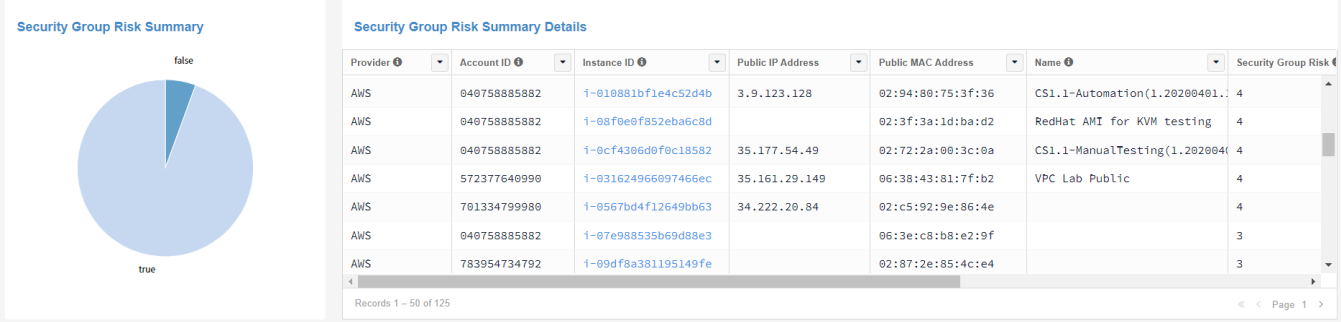 Security Group Risk Summary
false
true
Security Group Risk Summary Details
Provider Account ID Instance ID Public IP Address Public MAC Address Name Security Group Risk
AWS 040758885882 i-010881bf1e4c52d4b 3.9.123.128 02:94:80:75:3f:36 CS1.1-Automation(1.20200401. 4
AWS 040758885882 i-08f0e0f852eba6c8d 02:3f:3a:1d:ba:d2 RedHat AMI for KVM testing 4
AWS 040758885882 i-0cf4306d0f0c18582 35.177.54.49 02:72:2a:00:3c:0a CS1.1-ManualTesting(1.202004 4
AWS 572377640990 i-031624966097466ec 35.161.29.149 06:38:43:81:7f:b2 VPC Lab Public 4
AWS 701334799980 i-0567bd4f12649bb63 34.222.20.84 02:c5:92:9e:86:4e 4
AWS 040758885882 i-07e988535b69d88e3 06:3e:c8:b8:e2:9f 3
AWS 783954734792 i-09df8a381195149fe 02:87:2e:85:4c:e4 3
Records 1 – 50 of 125
Page 1